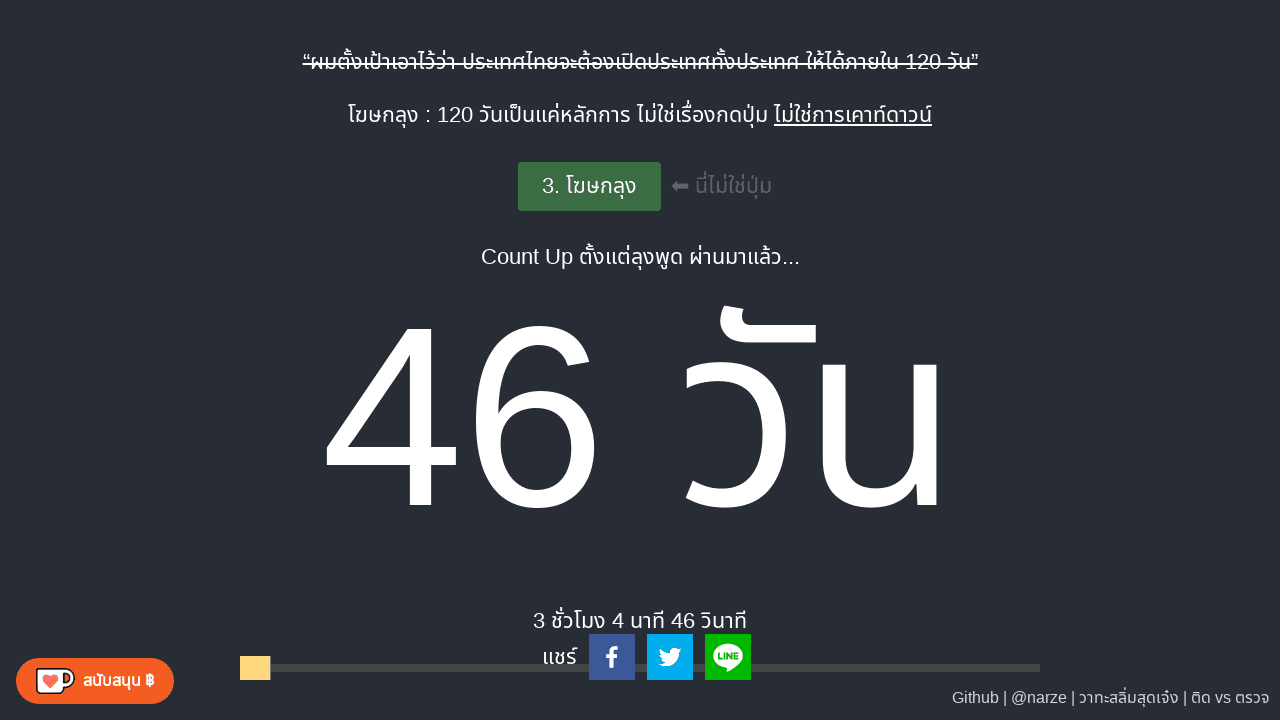 “ผมตั้งเป้าเอาไว้ว่า ประเทศไทยจะต้องเปิดประเทศทั้งประเทศ ให้ได้ภายใน 120 วัน”
โฆษกลุง : 120 วันเป็นแค่หลักการ ไม่ใช่เรื่องกดปุ่ม ไม่ใช่การเคาท์ดาวน์
3. โฆษกลุง ⬅ นี่ไม่ใช่ปุ่ม
Count Up ตั้งแต่ลุงพูด ผ่านมาแล้ว...
46 วัน
3 ชั่วโมง 4 นาที 46 วินาที
แชร์
LINE
สนับสนุน ฿
Github | @narze | วาทะสลิ่มสุดเจ๋ง | ติด vs ตรวจ